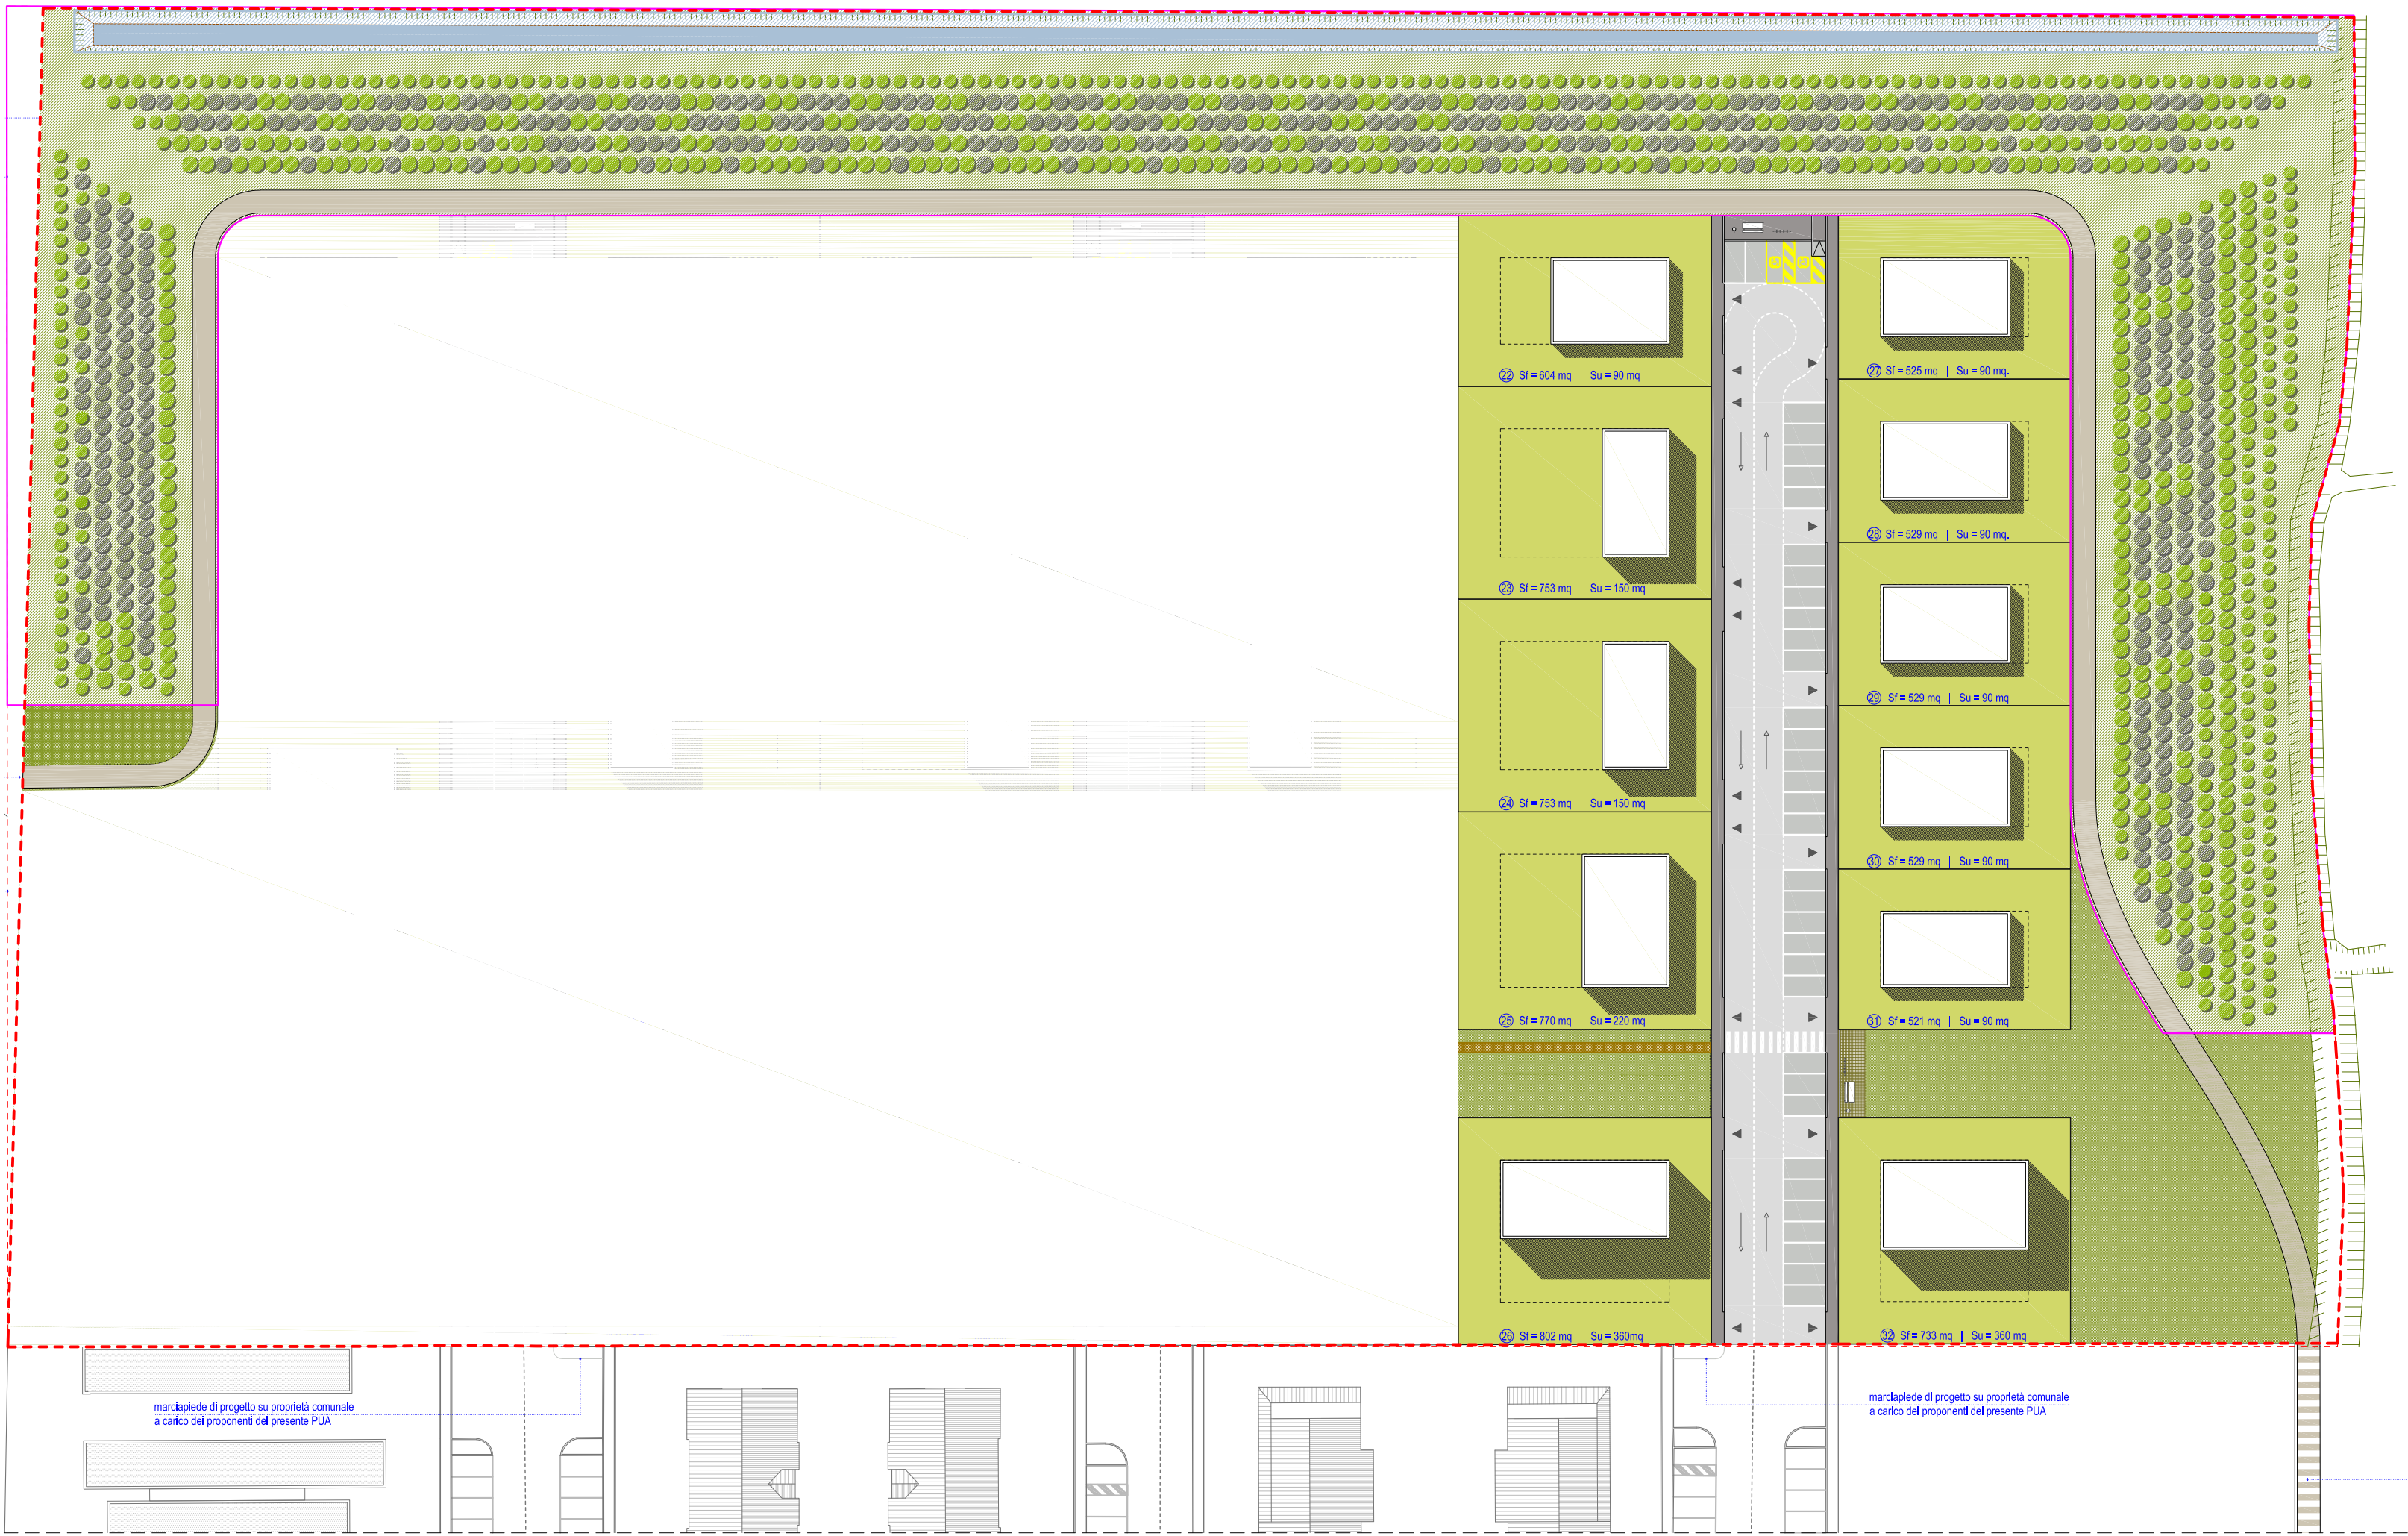 22 Sf = 604 mq | Su = 90 mq
27 Sf = 525 mq | Su = 90 mq.
28 Sf = 529 mq | Su = 90 mq.
23 Sf = 753 mq | Su = 150 mq
29 Sf = 529 mq | Su = 90 mq
24 Sf = 753 mq | Su = 150 mq
30 Sf = 529 mq | Su = 90 mq
25 Sf = 770 mq | Su = 220 mq
31 Sf = 521 mq | Su = 90 mq
26 Sf = 802 mq | Su = 360mq
32 Sf = 733 mq | Su = 360 mq
marciapiede di progetto su proprietà comunale
a carico dei proponenti del presente PUA
marciapiede di progetto su proprietà comunale
a carico dei proponenti del presente PUA